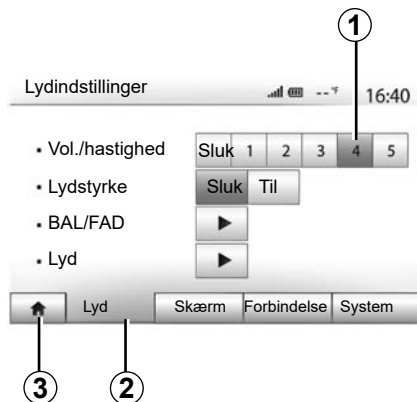 1
Lydindstillinger --°F 16:40
• Vol./hastighed Sluk 1 2 3 4 5
• Lydstyrke Sluk Til
• BAL/FAD
• Lyd
Lyd Skærm Forbindelse System
3 2